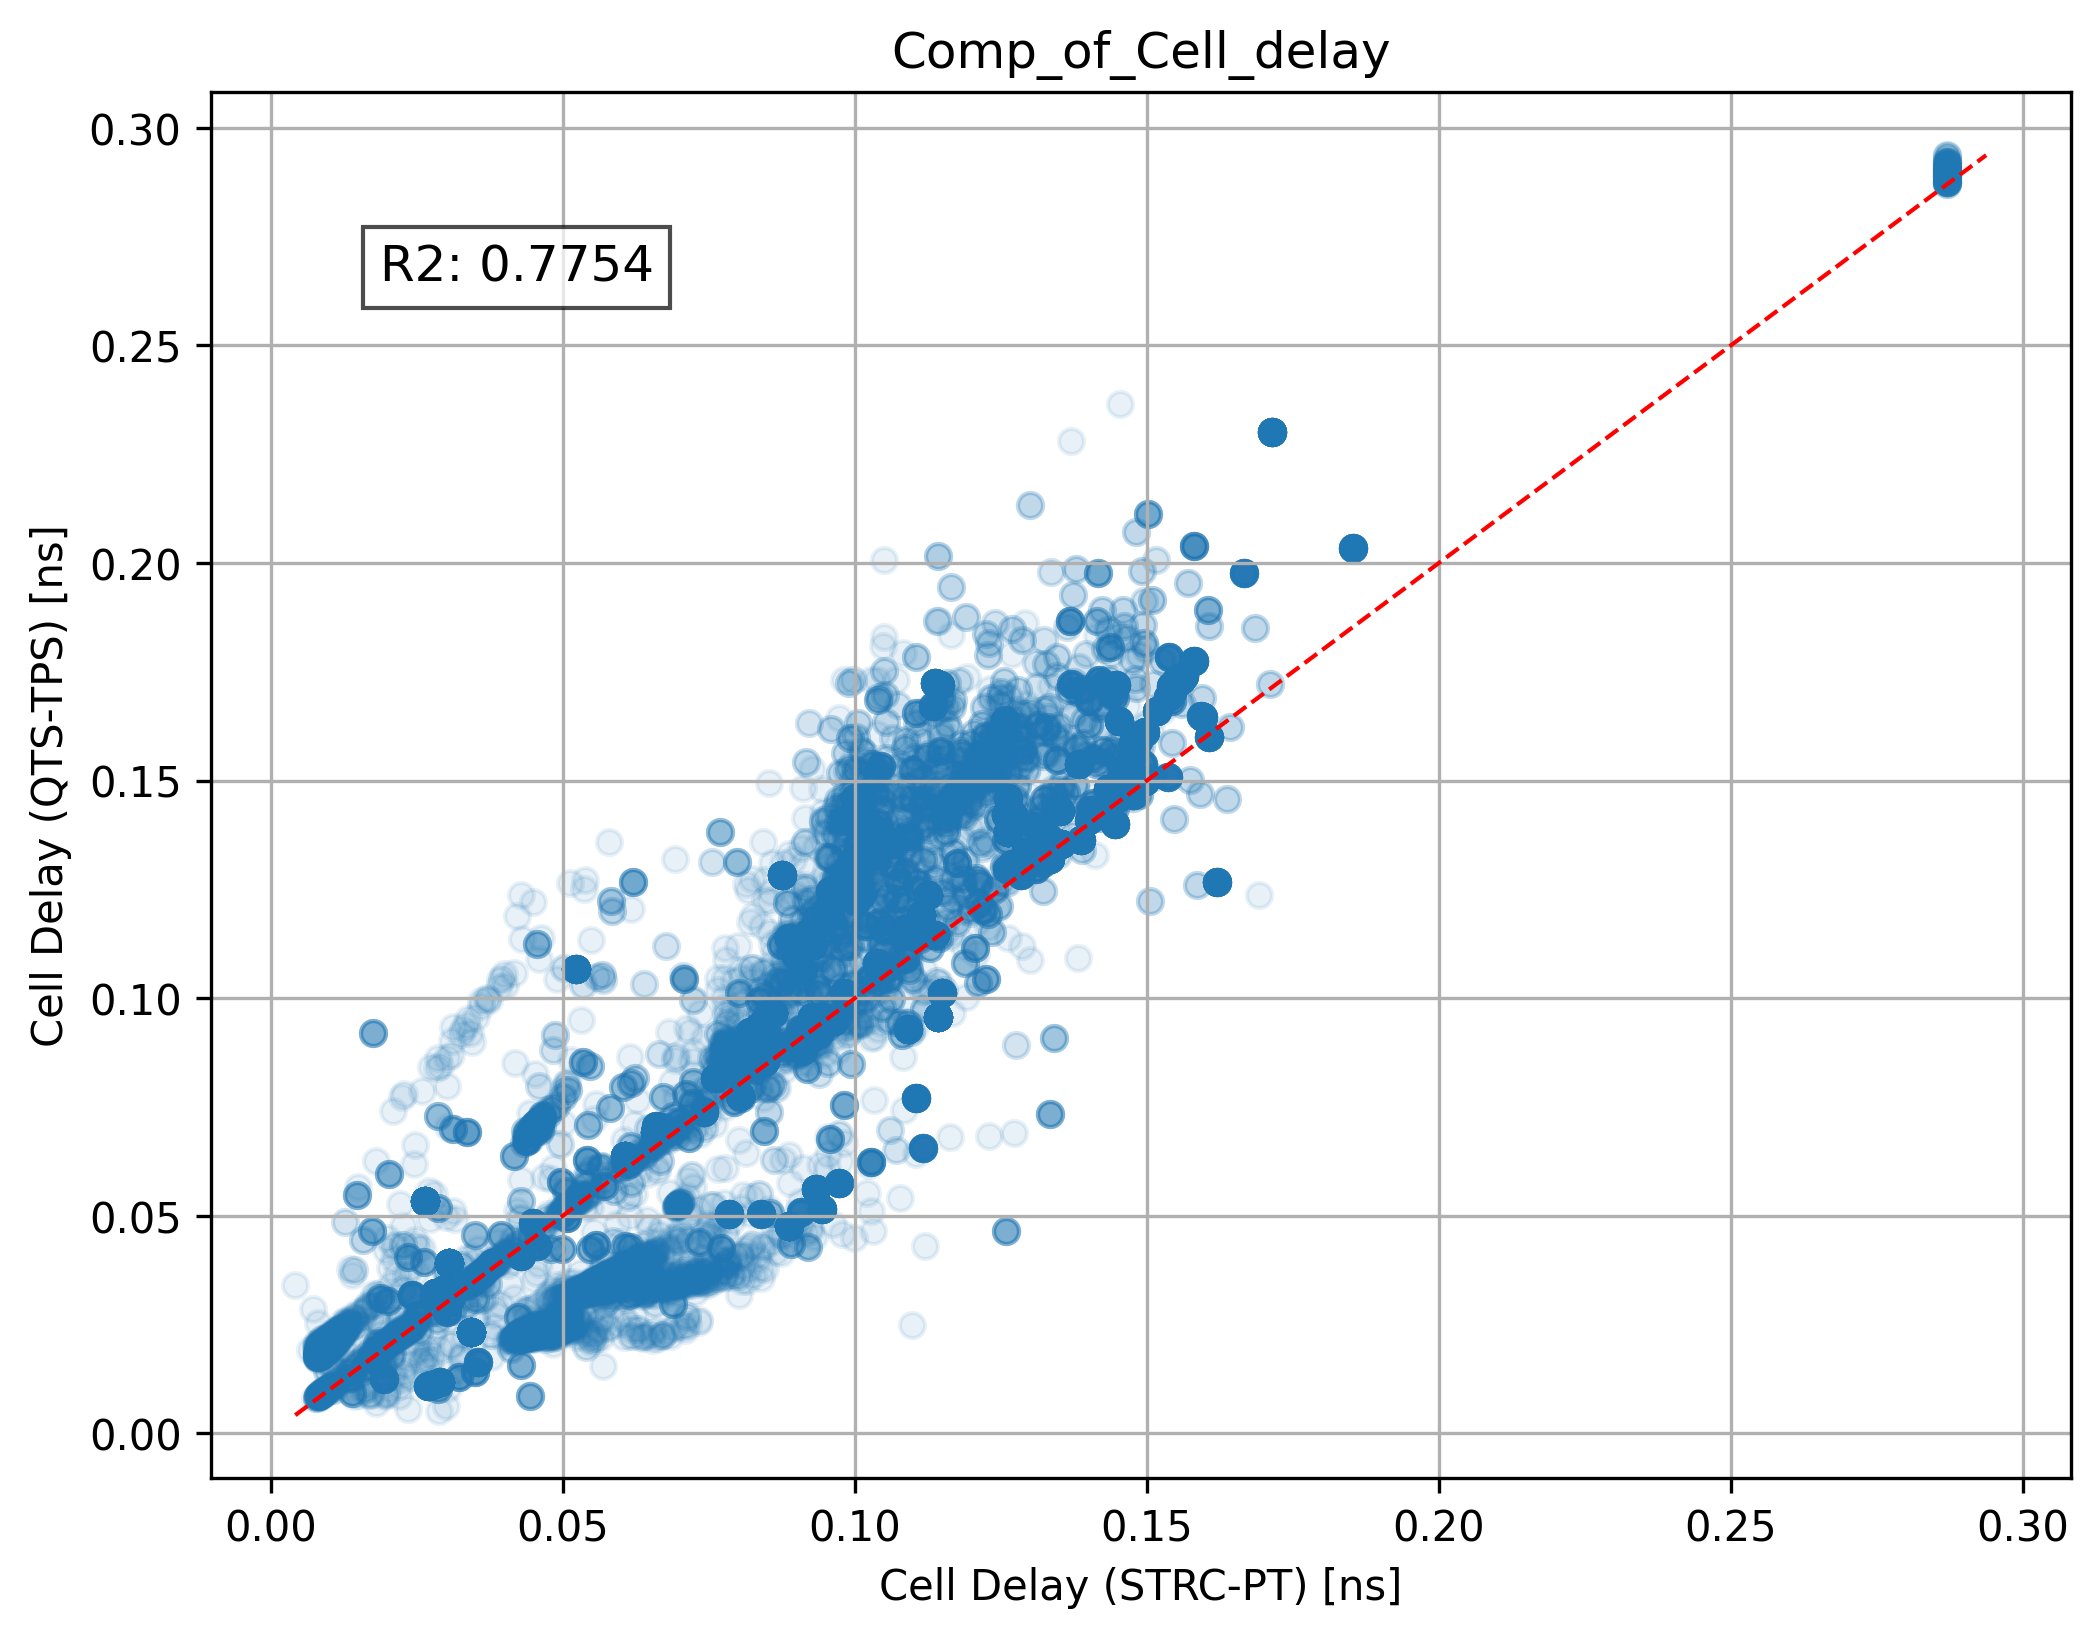 Comp_of_Cell_delay
R2: 0.7754
Cell Delay (QTS-TPS) [ns]
0.30
0.25
0.20
0.15
0.10
0.05
0.00
0.00 0.05 0.10 0.15 0.20 0.25 0.30
Cell Delay (STRC-PT) [ns]